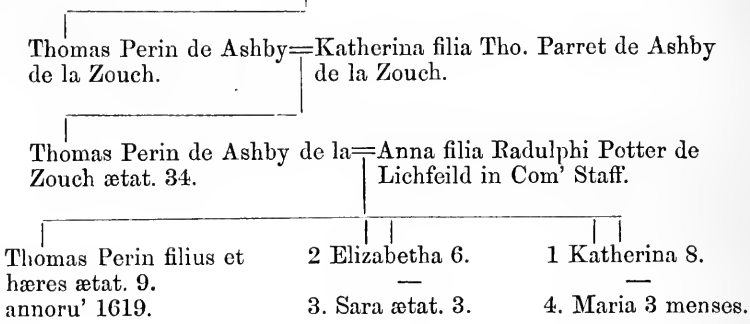 Thomas Perin de Ashby=Katherina filia Tho. Parret de Ashby
de la Zouch. de la Zouch.
Thomas Perin de Ashby de la=Anna filia Radulphi Potter de
Zouch ætat. 34. Lichfeild in Com' Staff.
Thomas Perin filius et 2 Elizabetha 6. 1 Katherina 8.
hæres ætat. 9. — —
annoru' 1619. 3. Sara ætat. 3. 4. Maria 3 menses.